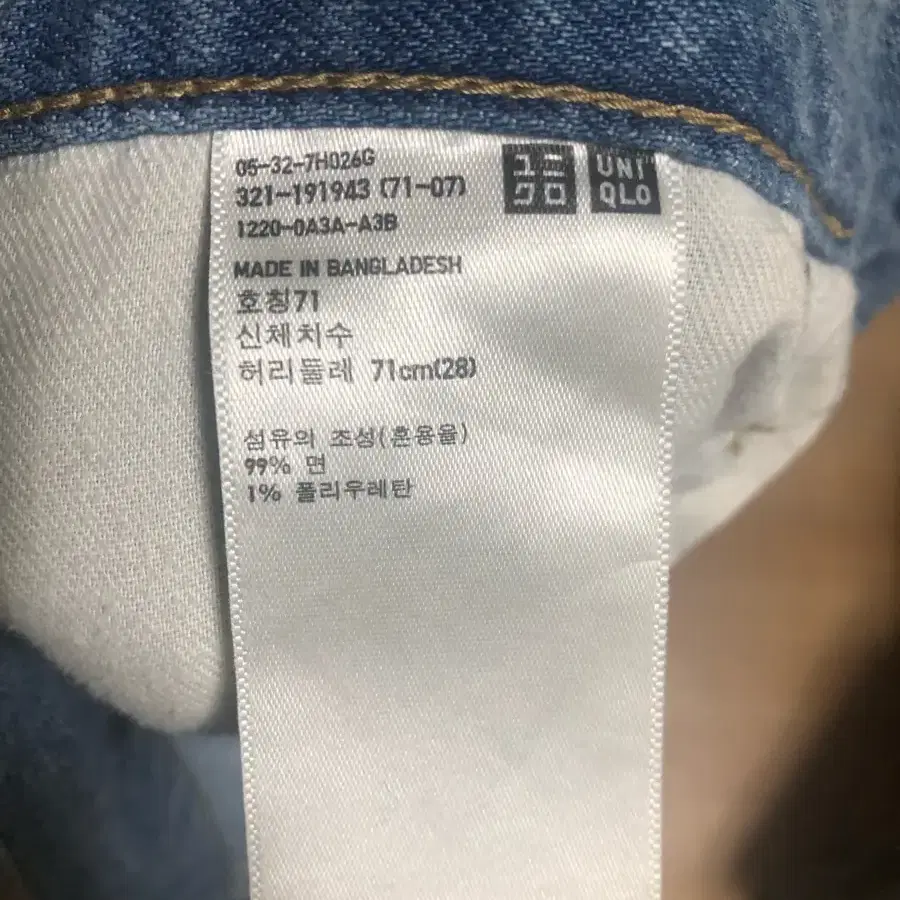 05-32-7H026G
321-191943 (71-07)
1220-0A3A-A3B
ユニ
クロ
UNI
QLO
MADE IN BANGLADESH
호칭71
신체치수
허리둘레 71cm(28)
섬유의 조성(혼용율)
99% 면
1% 폴리우레탄